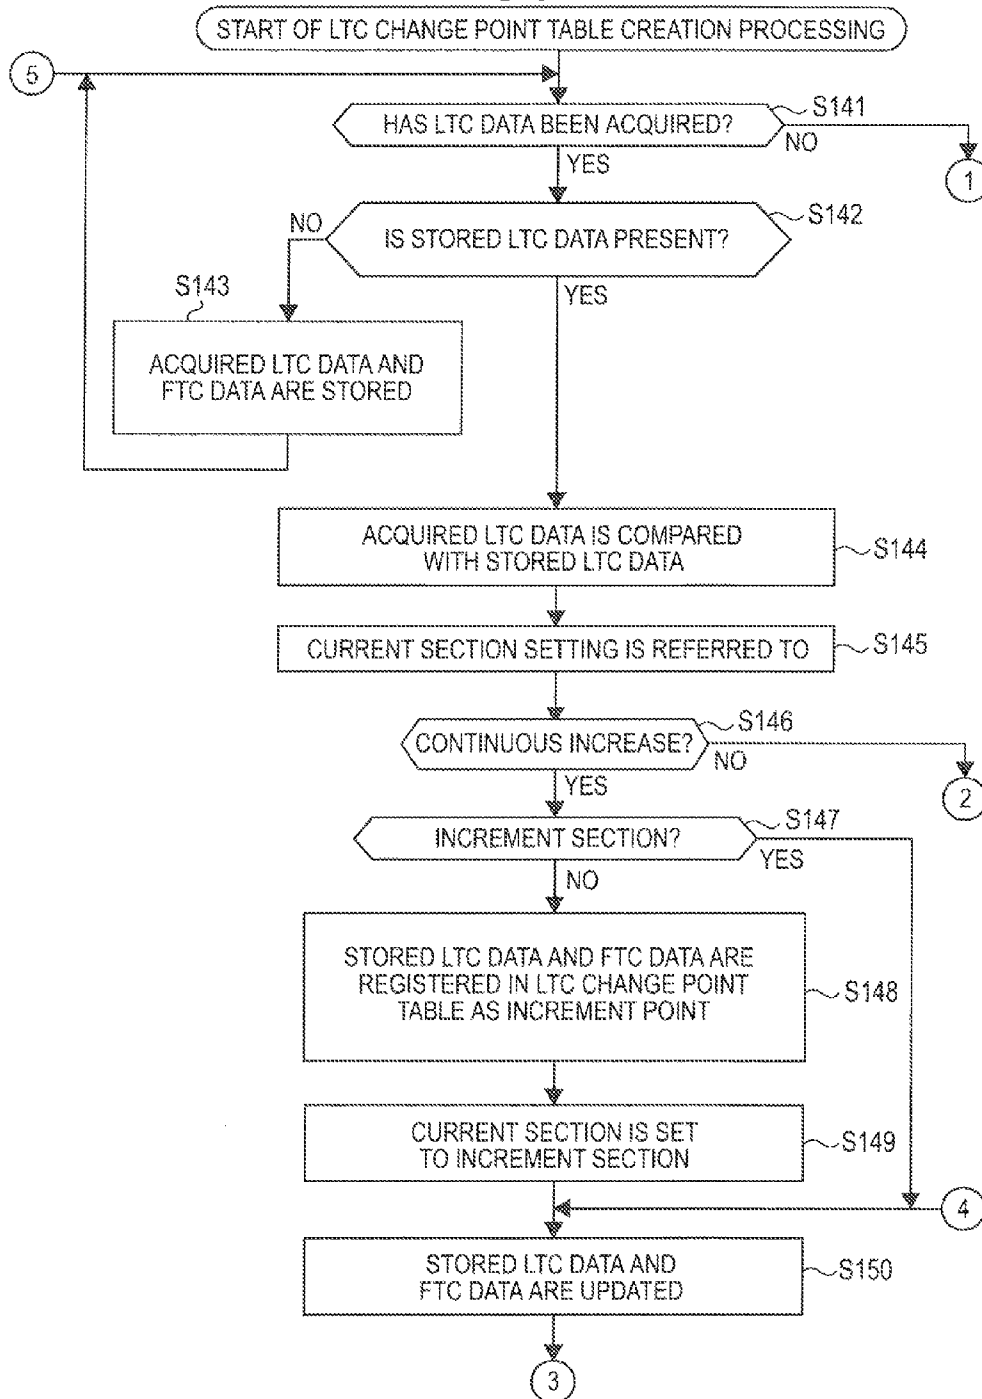 START OF LTC CHANGE POINT TABLE CREATION PROCESSING
5
HAS LTC DATA BEEN ACQUIRED?
S141
NO
1
YES
IS STORED LTC DATA PRESENT?
S142
NO
YES
S143
ACQUIRED LTC DATA AND
FTC DATA ARE STORED
ACQUIRED LTC DATA IS COMPARED
WITH STORED LTC DATA
S144
CURRENT SECTION SETTING IS REFERRED TO
S145
CONTINUOUS INCREASE?
S146
NO
2
YES
INCREMENT SECTION?
S147
YES
NO
STORED LTC DATA AND FTC DATA ARE
REGISTERED IN LTC CHANGE POINT
TABLE AS INCREMENT POINT
S148
CURRENT SECTION IS SET
TO INCREMENT SECTION
S149
4
STORED LTC DATA AND
FTC DATA ARE UPDATED
S150
3